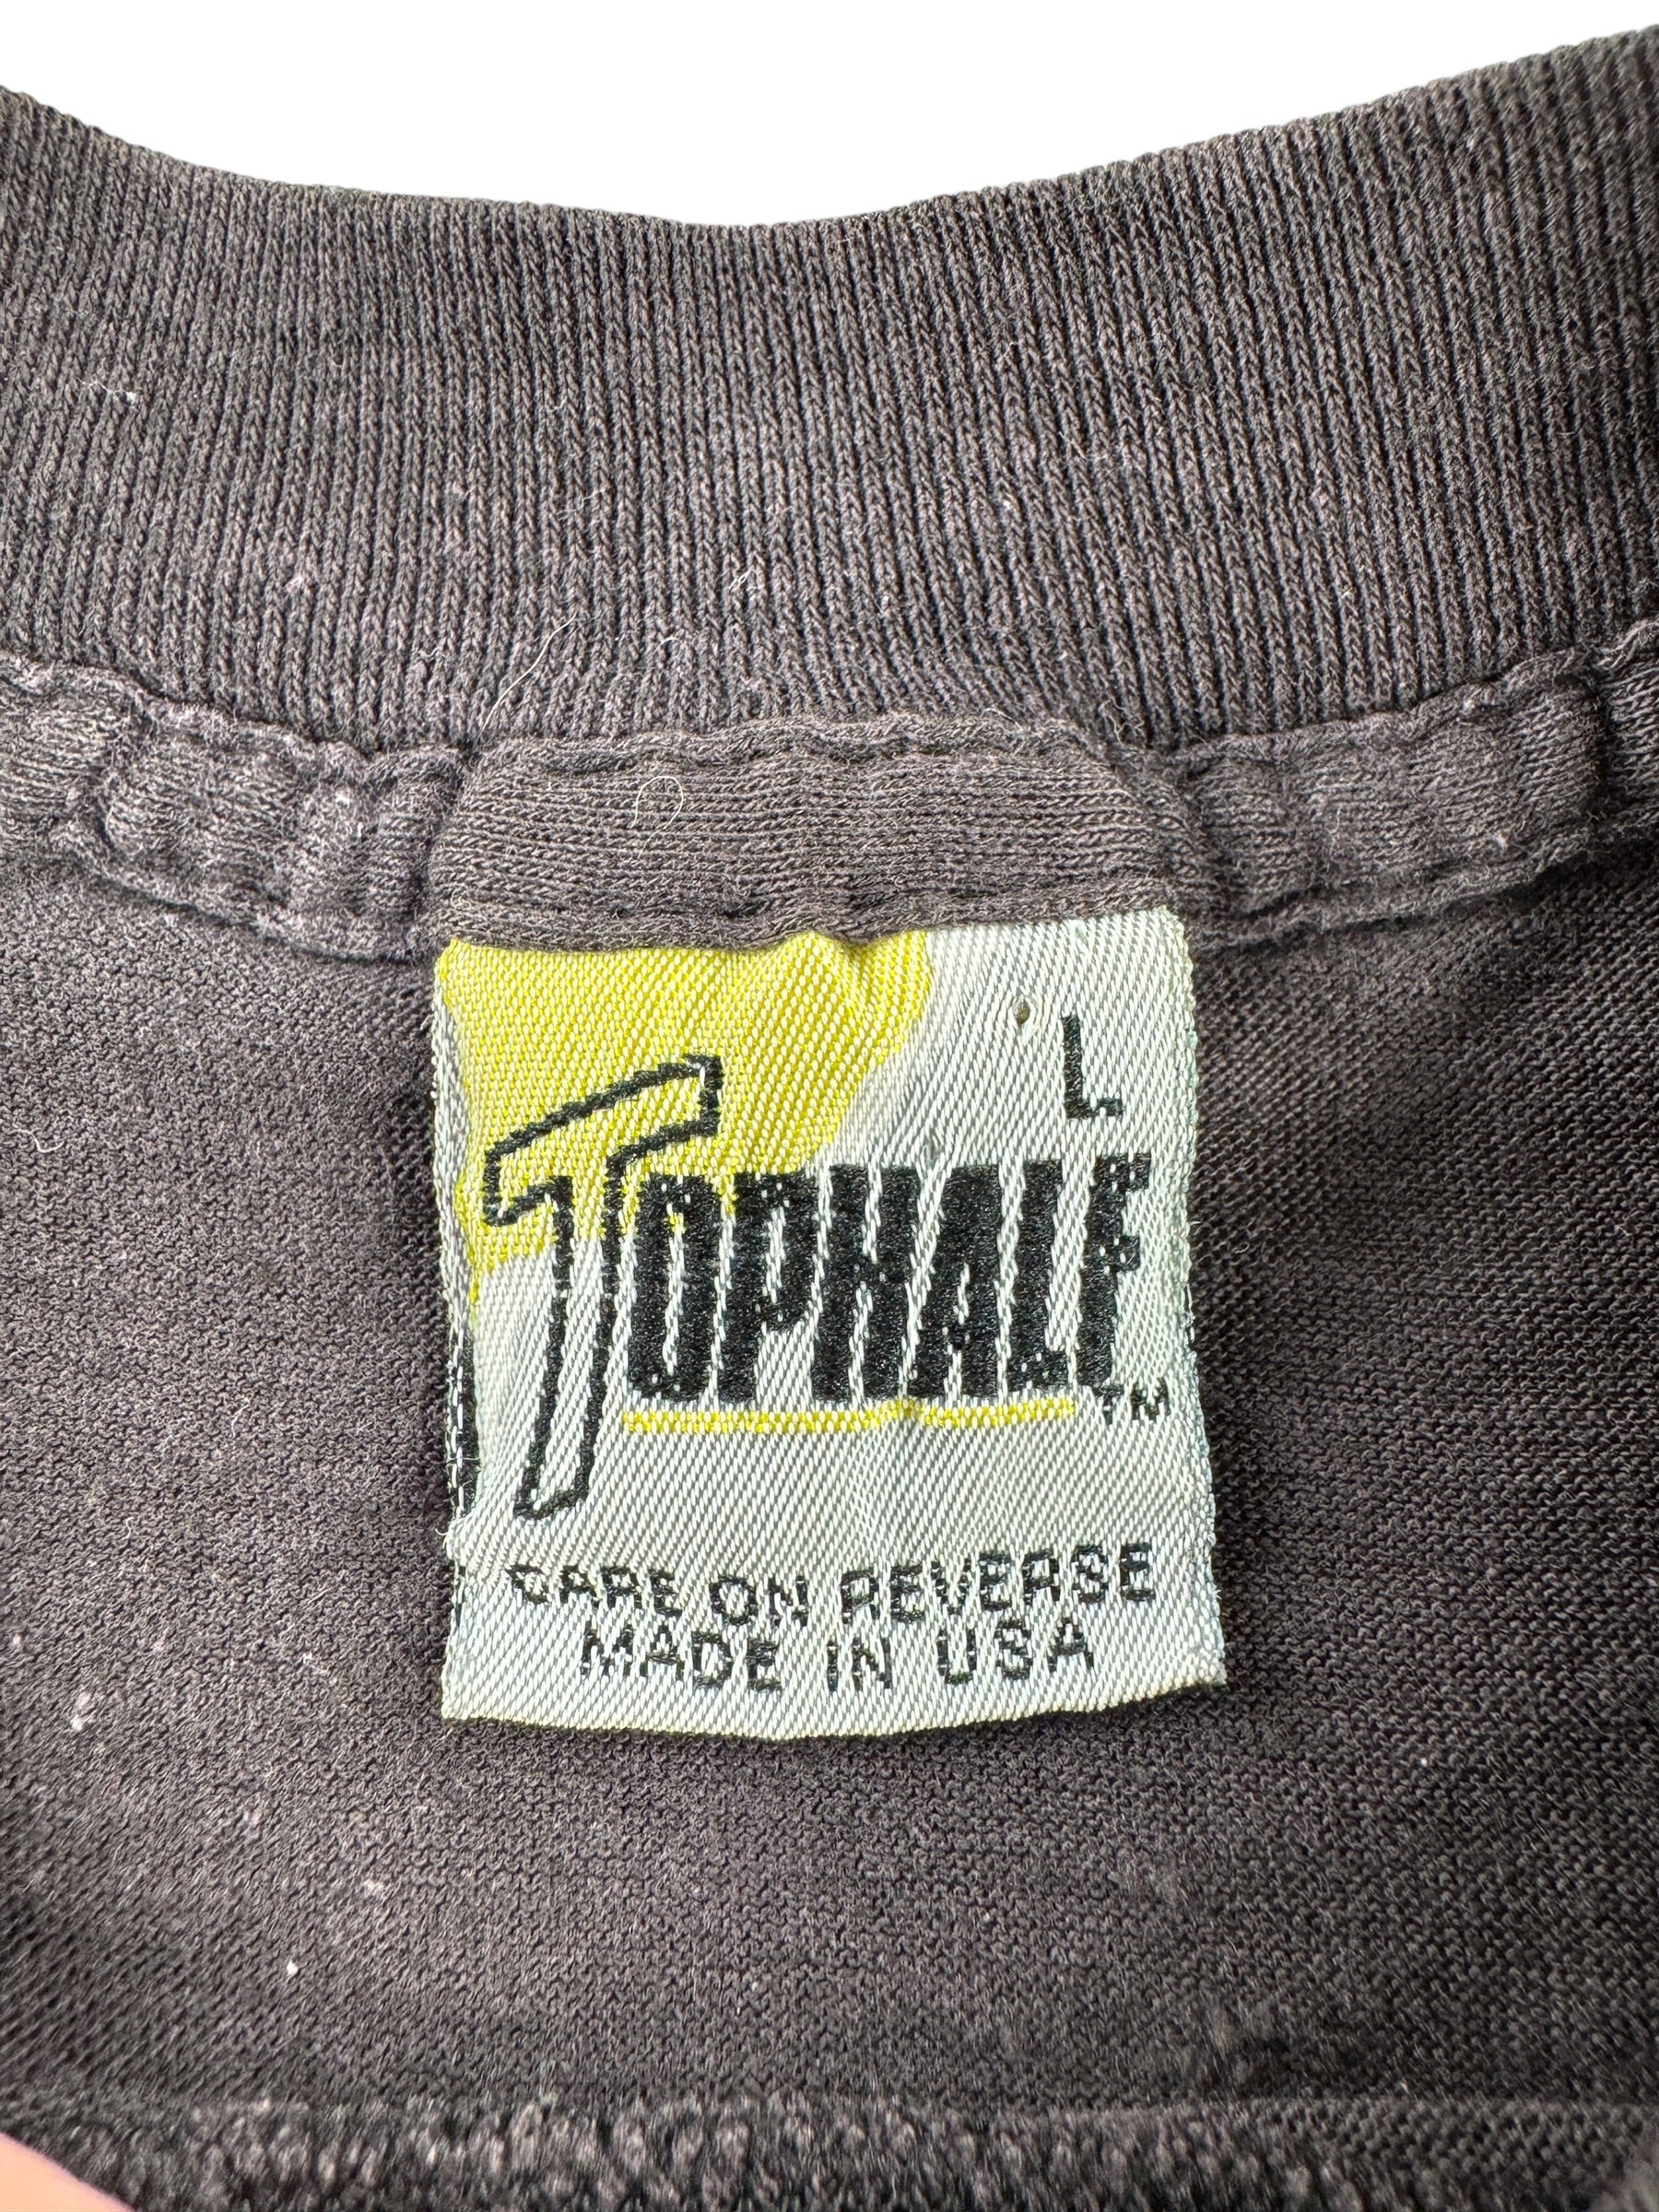 L
TOPHALF
TM
CARE ON REVERSE
MADE IN USA